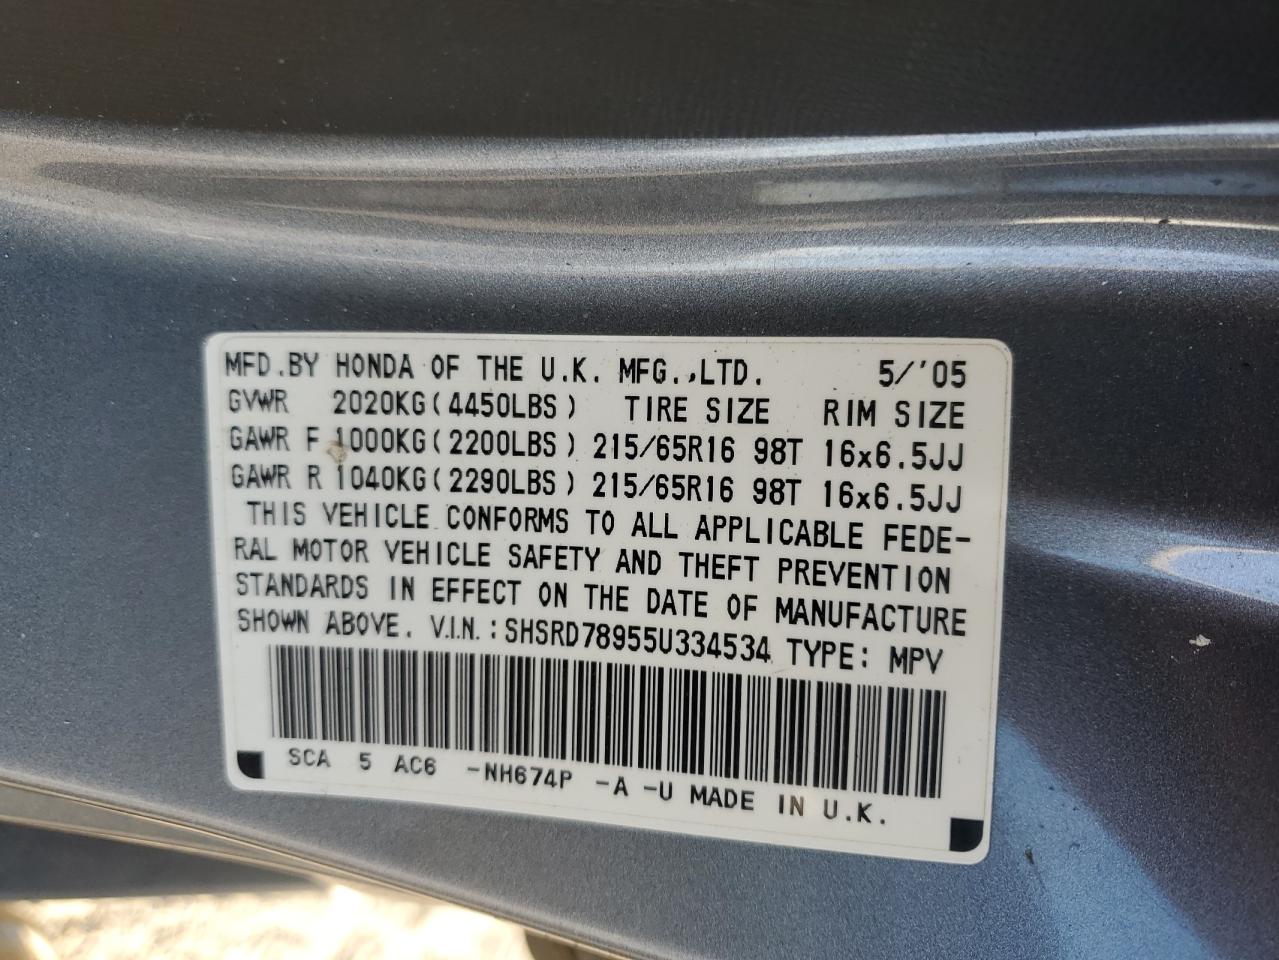 MFD.BY HONDA OF THE U.K. MFG.,LTD. 5/'05
GVWR 2020KG(4450LBS) TIRE SIZE RIM SIZE
GAWR F 1000KG(2200LBS) 215/65R16 98T 16x6.5JJ
GAWR R 1040KG(2290LBS) 215/65R16 98T 16x6.5JJ
THIS VEHICLE CONFORMS TO ALL APPLICABLE FEDE-
RAL MOTOR VEHICLE SAFETY AND THEFT PREVENTION
STANDARDS IN EFFECT ON THE DATE OF MANUFACTURE
SHOWN ABOVE. V.I.N.:SHSRD78955U334534 TYPE: MPV
SCA 5 AC6 -NH674P -A -U MADE IN U.K.